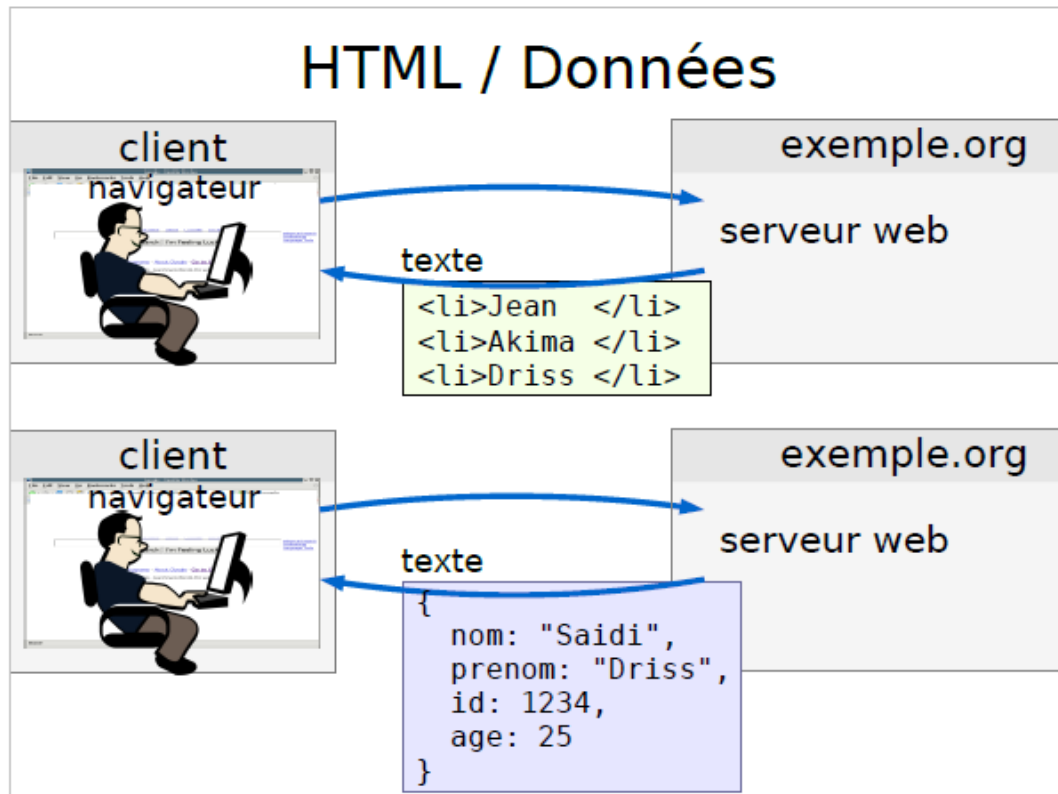 HTML / Données
client
navigateur
exemple.org
serveur web
texte
<li>Jean  </li>
<li>Akima </li>
<li>Driss </li>
client
navigateur
exemple.org
serveur web
texte
{
  nom: "Saidi",
  prenom: "Driss",
  id: 1234,
  age: 25
}